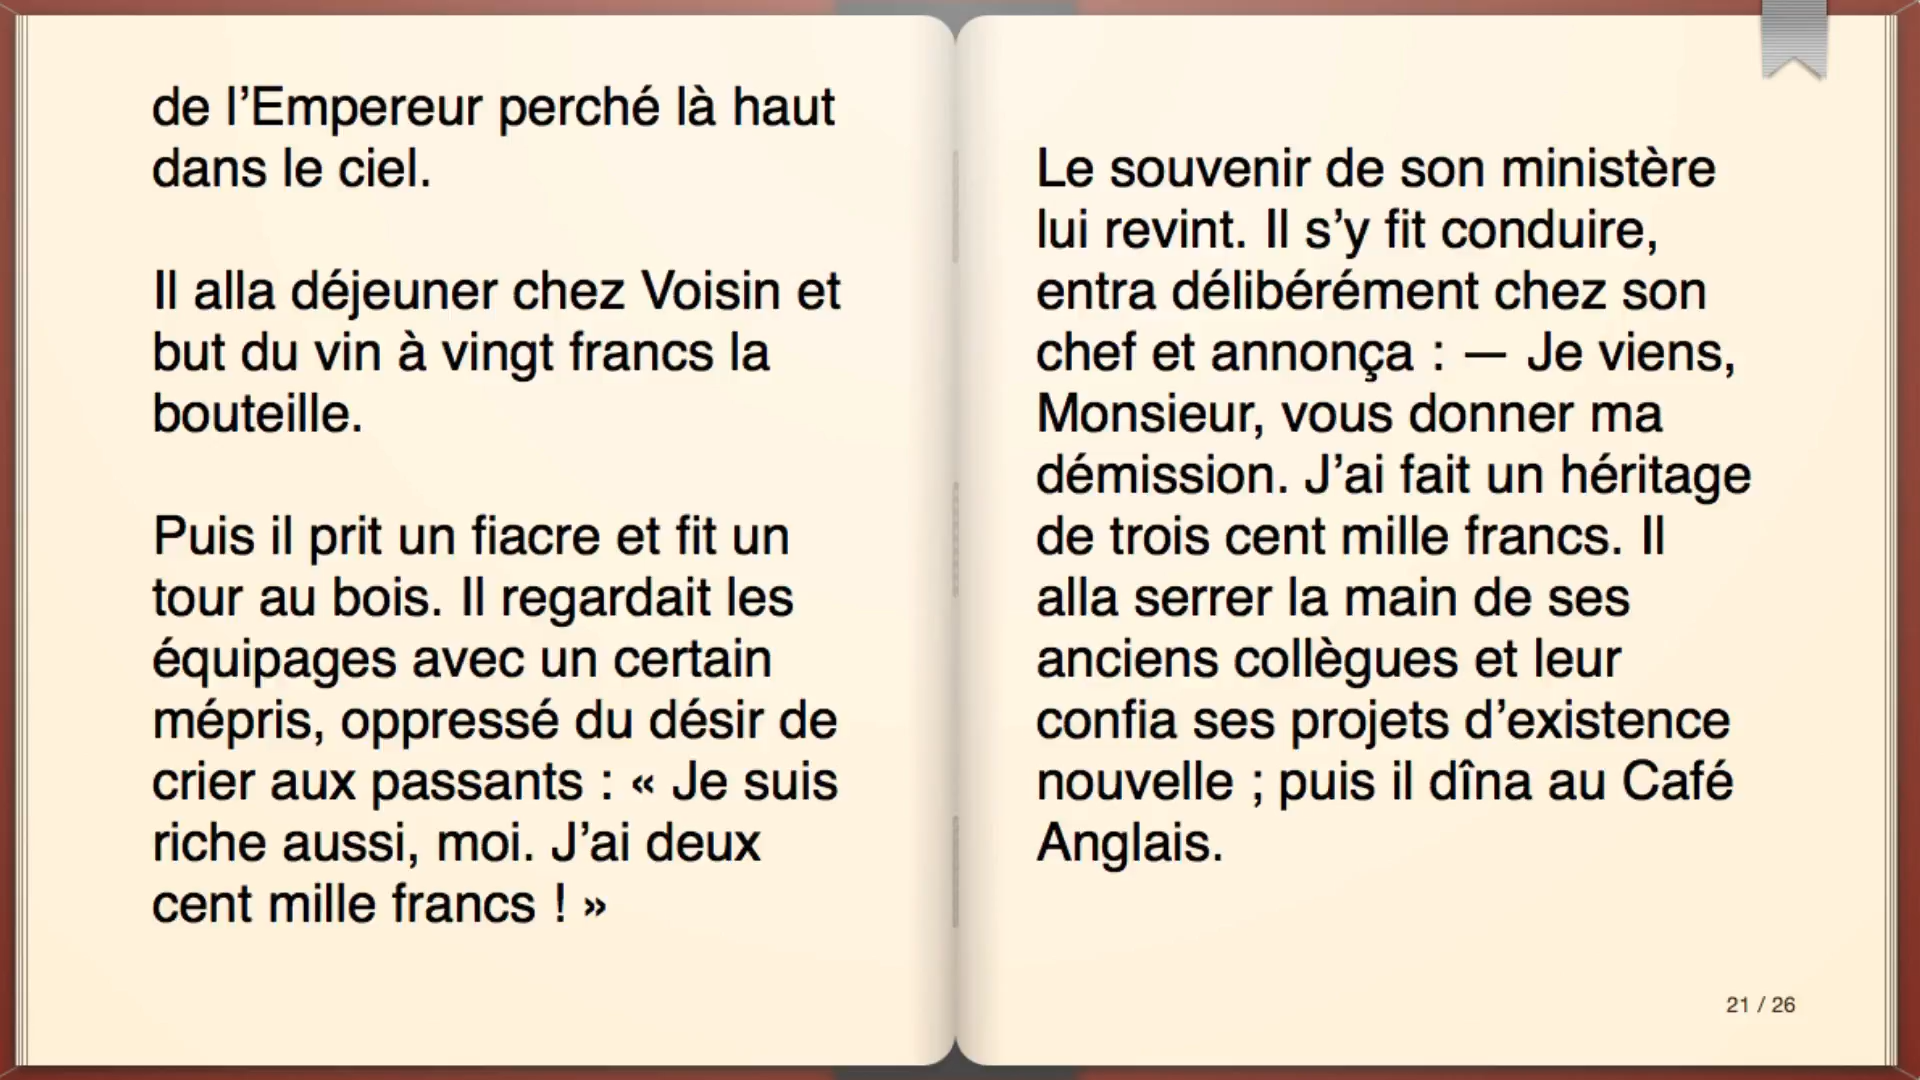 de l’Empereur perché là haut
dans le ciel.
Il alla déjeuner chez Voisin et
but du vin à vingt francs la
bouteille.
Puis il prit un fiacre et fit un
tour au bois. Il regardait les
équipages avec un certain
mépris, oppressé du désir de
crier aux passants : « Je suis
riche aussi, moi. J’ai deux
cent mille francs ! »
Le souvenir de son ministère
lui revint. Il s’y fit conduire,
entra délibérément chez son
chef et annonça : — Je viens,
Monsieur, vous donner ma
démission. J’ai fait un héritage
de trois cent mille francs. Il
alla serrer la main de ses
anciens collègues et leur
confia ses projets d’existence
nouvelle ; puis il dîna au Café
Anglais.
21 / 26